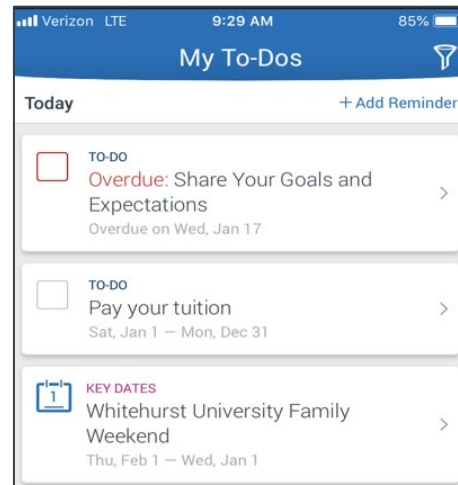 Verizon LTE 9:29 AM 85%
My To-Dos
Today + Add Reminder
TO-DO
Overdue: Share Your Goals and
Expectations
Overdue on Wed, Jan 17
TO-DO
Pay your tuition
Sat, Jan 1 — Mon, Dec 31
1
KEY DATES
Whitehurst University Family
Weekend
Thu, Feb 1 — Wed, Jan 1